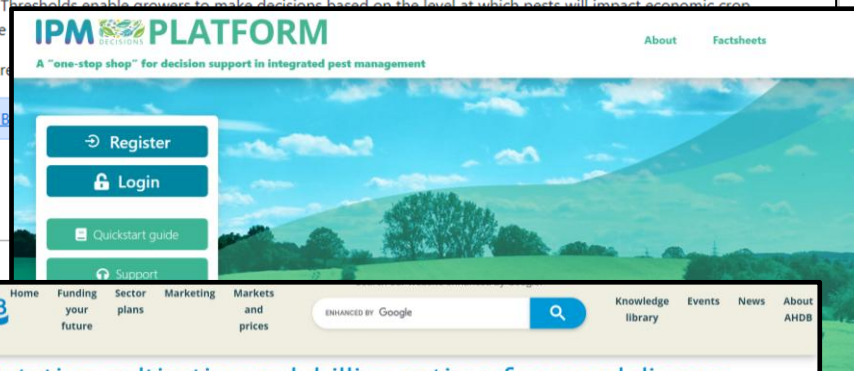 Thresholds enable growers to make decisions based on the level at which pests will impact economic crop
IPM DECISIONS PLATFORM
About Factsheets
A "one-stop shop" for decision support in integrated pest management
Register
Login
Quickstart guide
Support
Home Funding your future Sector plans Marketing Markets and prices
ENHANCED BY Google
Knowledge library Events News About AHDB